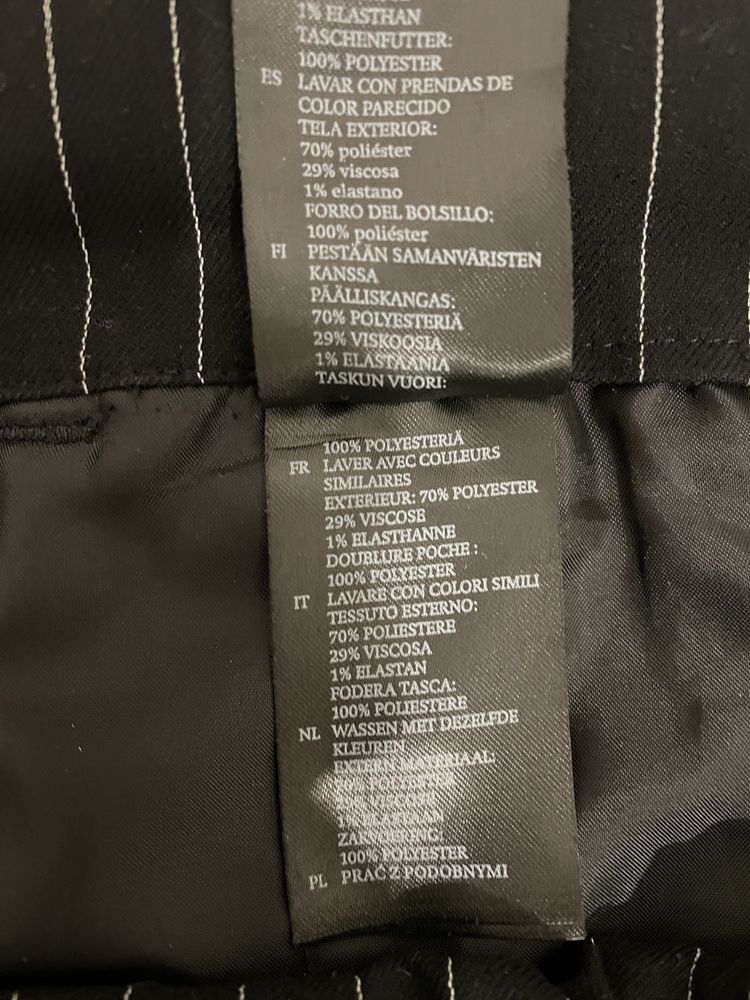 1% ELASTHAN
TASCHENFUTTER:
100% POLYESTER
ES LAVAR CON PRENDAS DE
COLOR PARECIDO
TELA EXTERIOR:
70% poliéster
29% viscosa
1% elastano
FORRO DEL BOLSILLO:
100% poliéster
FI PESTÄÄN SAMANVÄRISTEN
KANSSA
PÄÄLLISKANGAS:
70% POLYESTERIÄ
29% VISKOOSIA
1% ELASTAANIA
TASKUN VUORI:
100% POLYESTERIÄ
FR LAVER AVEC COULEURS
SIMILAIRES
EXTERIEUR: 70% POLYESTER
29% VISCOSE
1% ELASTHANNE
DOUBLURE POCHE :
100% POLYESTER
IT LAVARE CON COLORI SIMILI
TESSUTO ESTERNO:
70% POLIESTERE
29% VISCOSA
1% ELASTAN
FODERA TASCA:
100% POLIESTERE
NL WASSEN MET DEZELFDE
KLEUREN
EXTERN MATERIAAL:
POLYESTER
VISCOSE
100% POLYESTER
PL PRAĆ Z PODOBNYMI